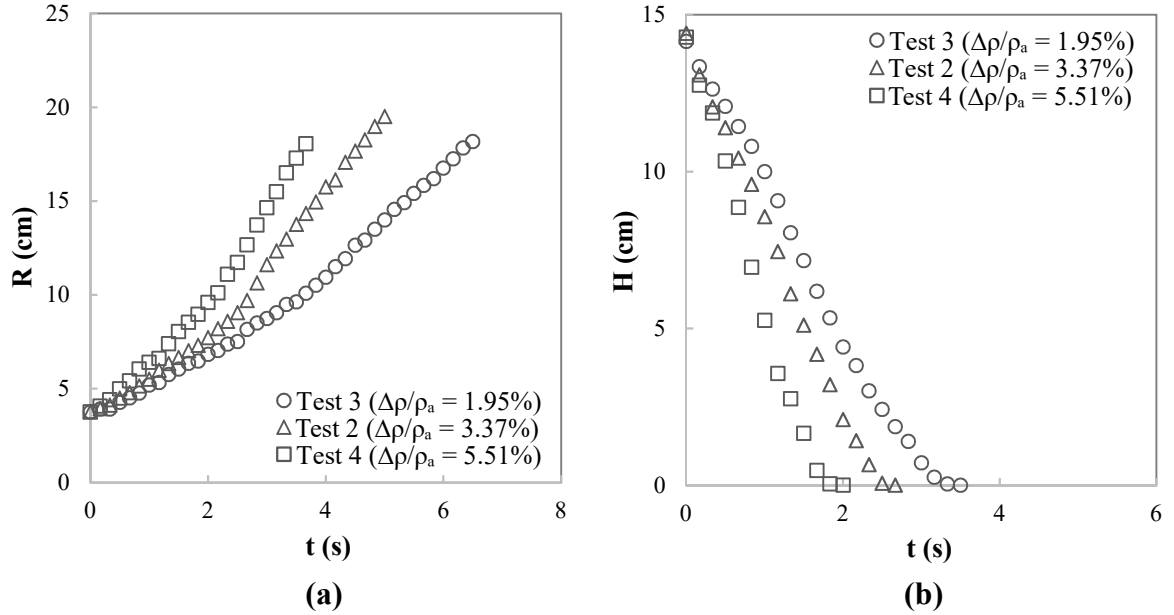 25
20
15
10
5
0
R (cm)
Test 3 (Δρ/ρa = 1.95%)
Test 2 (Δρ/ρa = 3.37%)
Test 4 (Δρ/ρa = 5.51%)
0 2 4 6 8
t (s)
(a)
15
10
5
0
H (cm)
Test 3 (Δρ/ρa = 1.95%)
Test 2 (Δρ/ρa = 3.37%)
Test 4 (Δρ/ρa = 5.51%)
0 2 4 6
t (s)
(b)